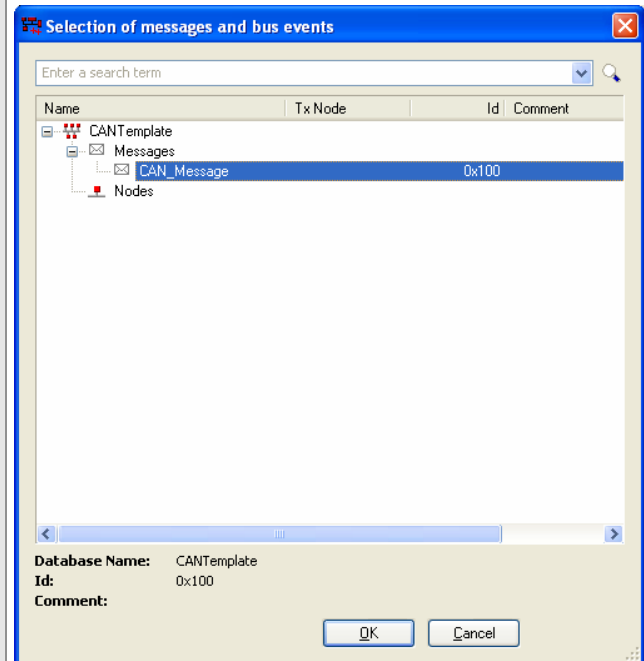 Selection of messages and bus events
Enter a search term
Name Tx Node Id Comment
CANTemplate
Messages
CAN_Message 0x100
Nodes
Database Name: CANTemplate
Id: 0x100
Comment:
OK Cancel